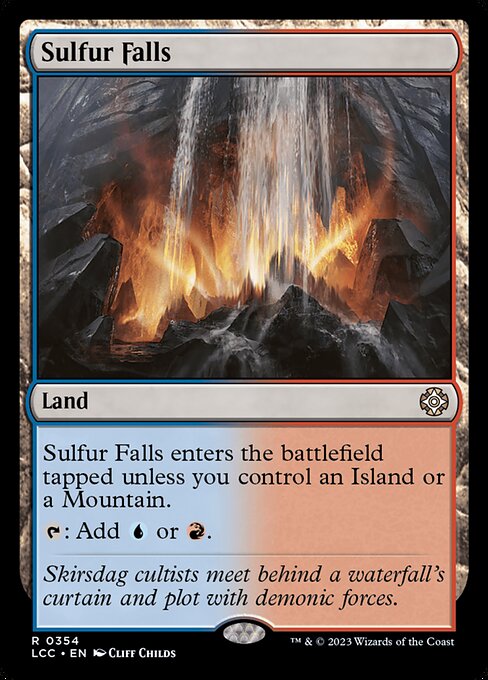 Sulfur Falls
Land
Sulfur Falls enters the battlefield
tapped unless you control an Island or
a Mountain.
: Add or .
Skirsdag cultists meet behind a waterfall's
curtain and plot with demonic forces.
R 0354
LCC • EN Cliff Childs
™ & © 2023 Wizards of the Coast